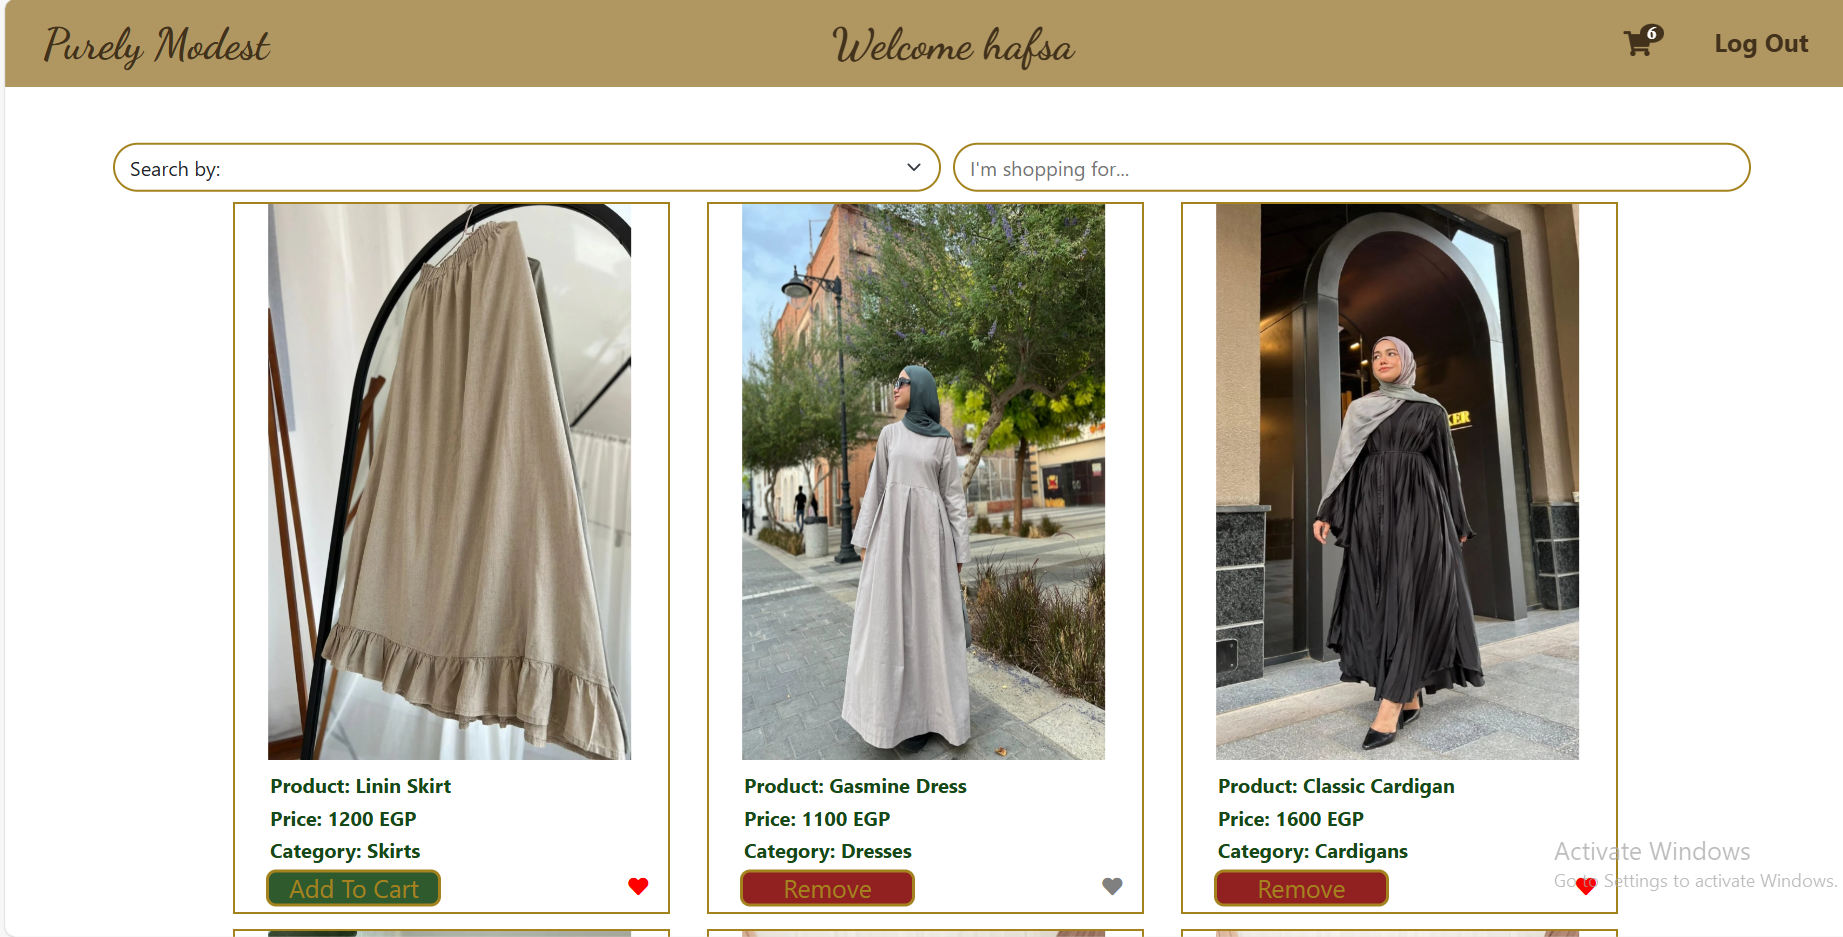 Purely Modest
Welcome hafsa
6
Log Out
Search by:
I'm shopping for...
KER
Product: Linin Skirt
Price: 1200 EGP
Category: Skirts
Add To Cart
Product: Gasmine Dress
Price: 1100 EGP
Category: Dresses
Remove
Product: Classic Cardigan
Price: 1600 EGP
Category: Cardigans
Remove
Activate Windows
Go to Settings to activate Windows.